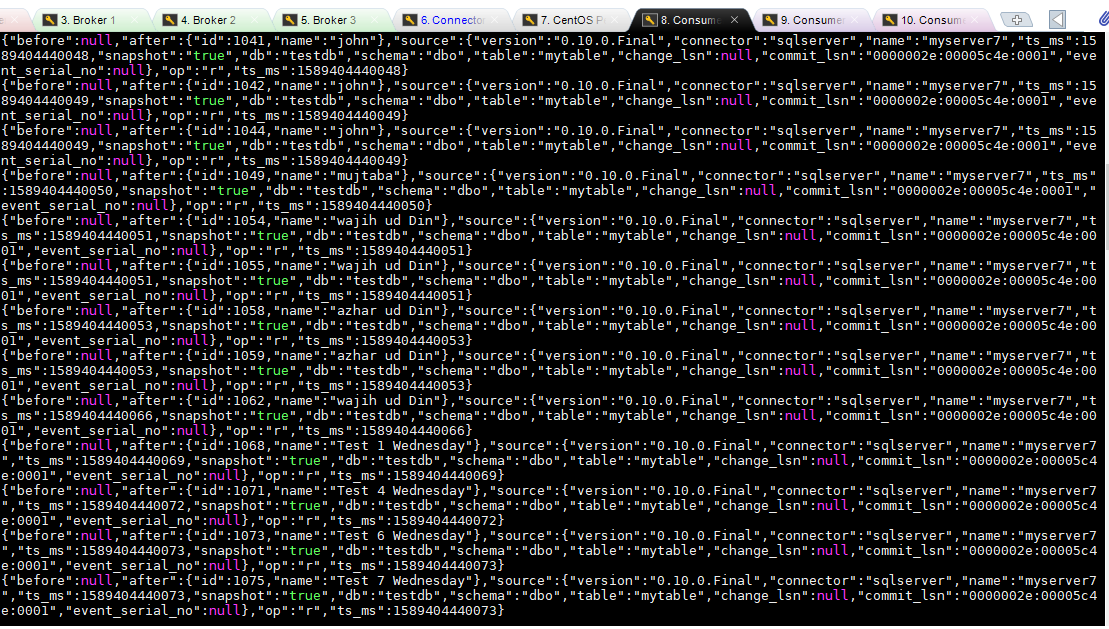 3. Broker 1
4. Broker 2
5. Broker 3
6. Connecto
7. CentOS P
8. Consume
9. Consume
10. Consum
{"before":null,"after":{"id":1041,"name":"john"},"source":{"version":"0.10.0.Final","connector":"sqlserver","name":"myserver7","ts_ms":15
89404440048,"snapshot":"true","db":"testdb","schema":"dbo","table":"mytable","change_lsn":null,"commit_lsn":"0000002e:00005c4e:0001","eve
nt_serial_no":null},"op":"r","ts_ms":1589404440048}
{"before":null,"after":{"id":1042,"name":"john"},"source":{"version":"0.10.0.Final","connector":"sqlserver","name":"myserver7","ts_ms":15
89404440049,"snapshot":"true","db":"testdb","schema":"dbo","table":"mytable","change_lsn":null,"commit_lsn":"0000002e:00005c4e:0001","eve
nt_serial_no":null},"op":"r","ts_ms":1589404440049}
{"before":null,"after":{"id":1044,"name":"john"},"source":{"version":"0.10.0.Final","connector":"sqlserver","name":"myserver7","ts_ms":15
89404440049,"snapshot":"true","db":"testdb","schema":"dbo","table":"mytable","change_lsn":null,"commit_lsn":"0000002e:00005c4e:0001","eve
nt_serial_no":null},"op":"r","ts_ms":1589404440049}
{"before":null,"after":{"id":1049,"name":"mujtaba"},"source":{"version":"0.10.0.Final","connector":"sqlserver","name":"myserver7","ts_ms"
:1589404440050,"snapshot":"true","db":"testdb","schema":"dbo","table":"mytable","change_lsn":null,"commit_lsn":"0000002e:00005c4e:0001","
event_serial_no":null},"op":"r","ts_ms":1589404440050}
{"before":null,"after":{"id":1054,"name":"wajih ud Din"},"source":{"version":"0.10.0.Final","connector":"sqlserver","name":"myserver7","t
s_ms":1589404440051,"snapshot":"true","db":"testdb","schema":"dbo","table":"mytable","change_lsn":null,"commit_lsn":"0000002e:00005c4e:00
01","event_serial_no":null},"op":"r","ts_ms":1589404440051}
{"before":null,"after":{"id":1055,"name":"wajih ud Din"},"source":{"version":"0.10.0.Final","connector":"sqlserver","name":"myserver7","t
s_ms":1589404440051,"snapshot":"true","db":"testdb","schema":"dbo","table":"mytable","change_lsn":null,"commit_lsn":"0000002e:00005c4e:00
01","event_serial_no":null},"op":"r","ts_ms":1589404440051}
{"before":null,"after":{"id":1058,"name":"azhar ud Din"},"source":{"version":"0.10.0.Final","connector":"sqlserver","name":"myserver7","t
s_ms":1589404440053,"snapshot":"true","db":"testdb","schema":"dbo","table":"mytable","change_lsn":null,"commit_lsn":"0000002e:00005c4e:00
01","event_serial_no":null},"op":"r","ts_ms":1589404440053}
{"before":null,"after":{"id":1059,"name":"azhar ud Din"},"source":{"version":"0.10.0.Final","connector":"sqlserver","name":"myserver7","t
s_ms":1589404440053,"snapshot":"true","db":"testdb","schema":"dbo","table":"mytable","change_lsn":null,"commit_lsn":"0000002e:00005c4e:00
01","event_serial_no":null},"op":"r","ts_ms":1589404440053}
{"before":null,"after":{"id":1062,"name":"wajih ud Din"},"source":{"version":"0.10.0.Final","connector":"sqlserver","name":"myserver7","t
s_ms":1589404440066,"snapshot":"true","db":"testdb","schema":"dbo","table":"mytable","change_lsn":null,"commit_lsn":"0000002e:00005c4e:00
01","event_serial_no":null},"op":"r","ts_ms":1589404440066}
{"before":null,"after":{"id":1068,"name":"Test 1 Wednesday"},"source":{"version":"0.10.0.Final","connector":"sqlserver","name":"myserver7
","ts_ms":1589404440069,"snapshot":"true","db":"testdb","schema":"dbo","table":"mytable","change_lsn":null,"commit_lsn":"0000002e:00005c4
e:0001","event_serial_no":null},"op":"r","ts_ms":1589404440069}
{"before":null,"after":{"id":1071,"name":"Test 4 Wednesday"},"source":{"version":"0.10.0.Final","connector":"sqlserver","name":"myserver7
","ts_ms":1589404440072,"snapshot":"true","db":"testdb","schema":"dbo","table":"mytable","change_lsn":null,"commit_lsn":"0000002e:00005c4
e:0001","event_serial_no":null},"op":"r","ts_ms":1589404440072}
{"before":null,"after":{"id":1073,"name":"Test 6 Wednesday"},"source":{"version":"0.10.0.Final","connector":"sqlserver","name":"myserver7
","ts_ms":1589404440073,"snapshot":"true","db":"testdb","schema":"dbo","table":"mytable","change_lsn":null,"commit_lsn":"0000002e:00005c4
e:0001","event_serial_no":null},"op":"r","ts_ms":1589404440073}
{"before":null,"after":{"id":1075,"name":"Test 7 Wednesday"},"source":{"version":"0.10.0.Final","connector":"sqlserver","name":"myserver7
","ts_ms":1589404440073,"snapshot":"true","db":"testdb","schema":"dbo","table":"mytable","change_lsn":null,"commit_lsn":"0000002e:00005c4
e:0001","event_serial_no":null},"op":"r","ts_ms":1589404440073}